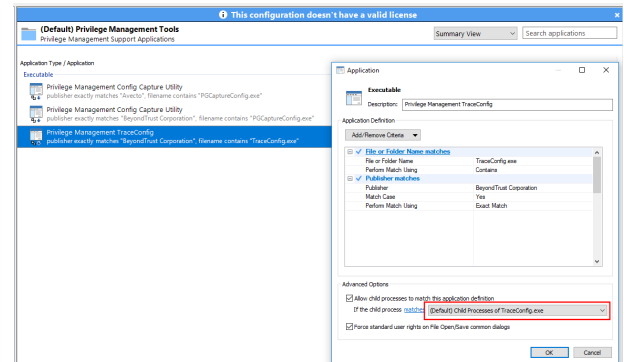 This configuration doesn't have a valid license
(Default) Privilege Management Tools
Privilege Management Support Applications
Summary View
Search applications
Application Type / Application
Executable
Privilege Management Config Capture Utility
publisher exactly matches "Avecto", filename contains "PGCaptureConfig.exe"
Privilege Management Config Capture Utility
publisher exactly matches "BeyondTrust Corporation", filename contains "PGCaptureConfig.exe"
Privilege Management TraceConfig
publisher exactly matches "BeyondTrust Corporation", filename contains "TraceConfig.exe"
Application
Executable
Description: Privilege Management TraceConfig
Application Definition
Add/Remove Criteria
File or Folder Name matches
File or Folder Name TraceConfig.exe
Perform Match Using Contains
Publisher matches
Publisher BeyondTrust Corporation
Match Case Yes
Perform Match Using Exact Match
Advanced Options
Allow child processes to match this application definition
If the child process matches (Default) Child Processes of TraceConfig.exe
Force standard user rights on File Open/Save common dialogs
OK Cancel